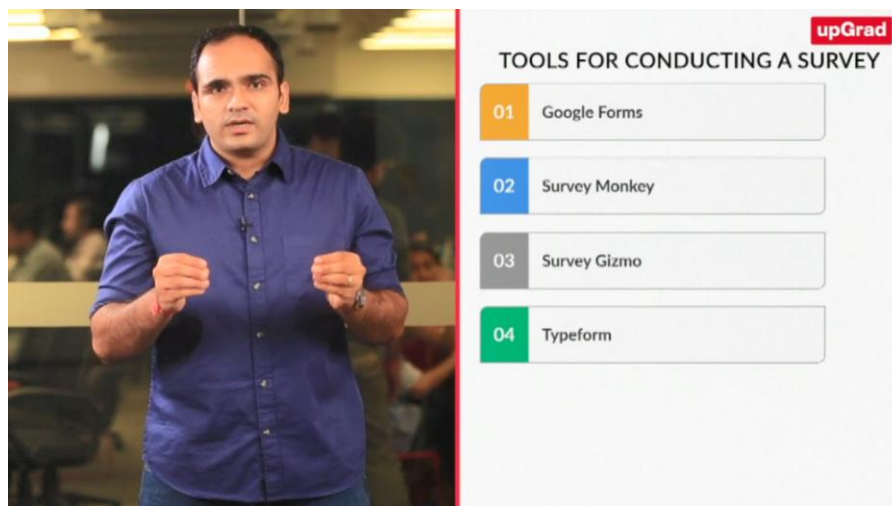 upGrad
TOOLS FOR CONDUCTING A SURVEY
01 Google Forms
02 Survey Monkey
03 Survey Gizmo
04 Typeform